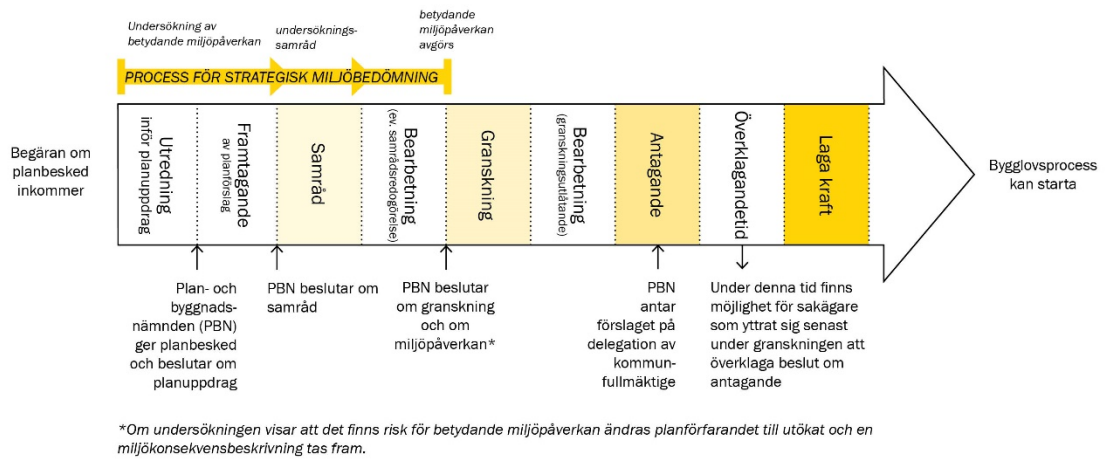 Undersökning av
betydande miljöpåverkan
undersöknings-
samråd
betydande
miljöpåverkan
avgörs
PROCESS FÖR STRATEGISK MILJÖBEDÖMNING
Begäran om
planbesked
inkommer
Utredning
inför planuppdrag
Framtagande
av planförslag
Samråd
Bearbetning
(ev. samrådsredogörelse)
Granskning
Bearbetning
(granskningsutlåtande)
Antagande
Överklagandetid
Laga kraft
Bygglovsprocess
kan starta
Plan- och
byggnads-
nämnden (PBN)
ger planbesked
och beslutar om
planuppdrag
PBN beslutar om
samråd
PBN beslutar
om granskning
och om
miljöpåverkan*
PBN
antar
förslaget på
delegation av
kommun-
fullmäktige
Under denna tid finns
möjlighet för sakägare
som yttrat sig senast
under granskningen att
överklaga beslut om
antagande
*Om undersökningen visar att det finns risk för betydande miljöpåverkan ändras planförfarandet till utökat och en
miljökonsekvensbeskrivning tas fram.